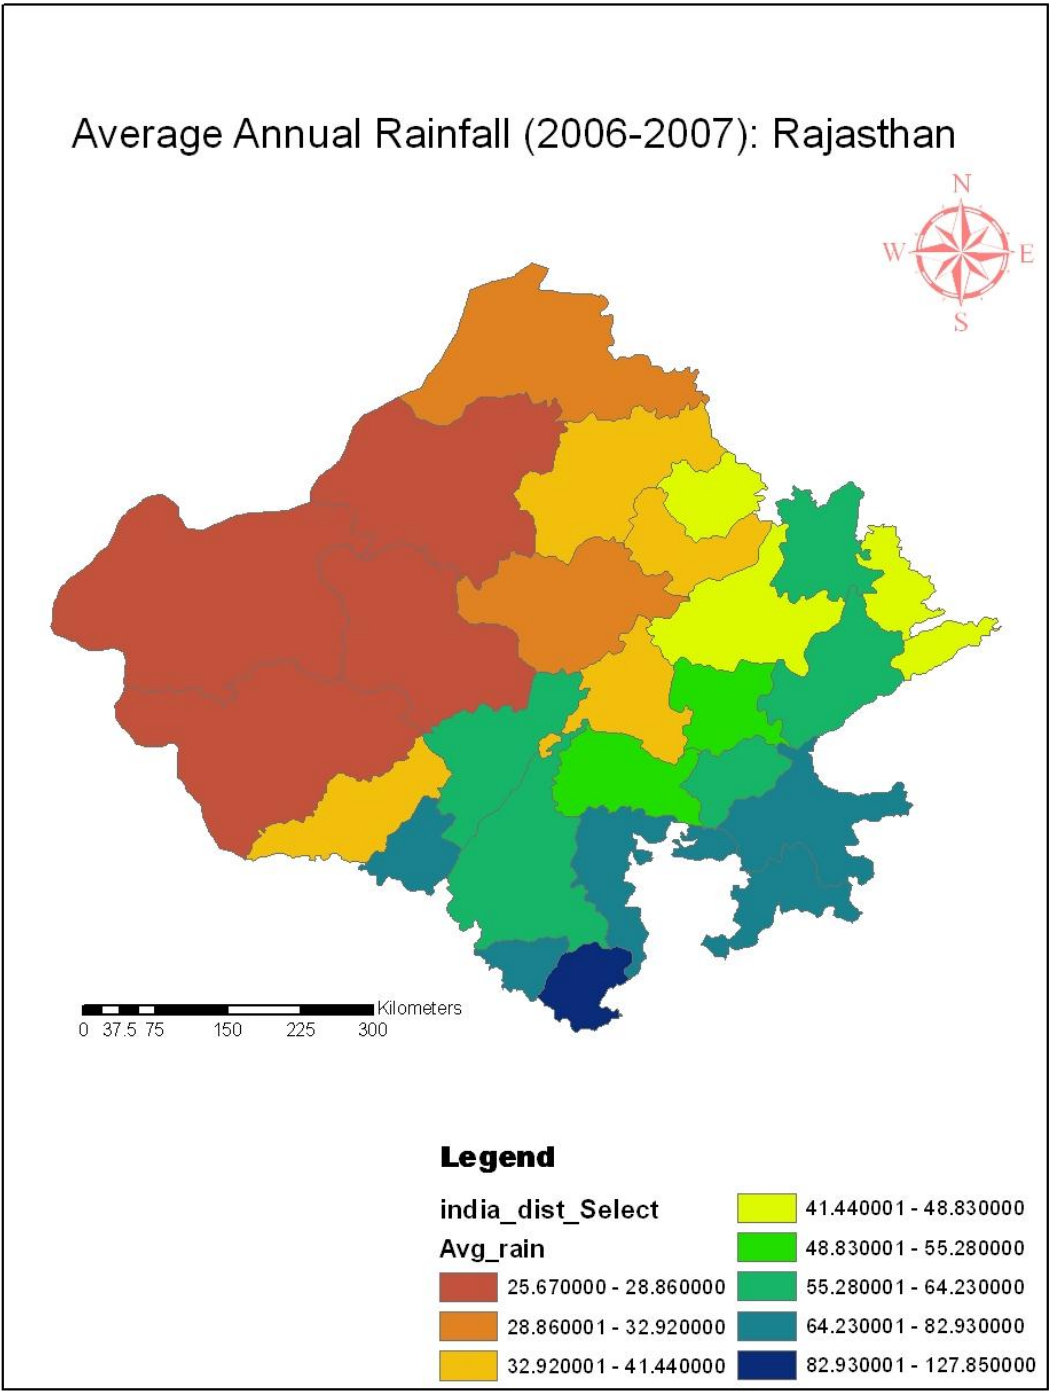 Average Annual Rainfall (2006-2007): Rajasthan
N
W E
S
Kilometers
0 37.5 75 150 225 300
Legend
india_dist_Select
Avg_rain
25.670000 - 28.860000
28.860001 - 32.920000
32.920001 - 41.440000
41.440001 - 48.830000
48.830001 - 55.280000
55.280001 - 64.230000
64.230001 - 82.930000
82.930001 - 127.850000